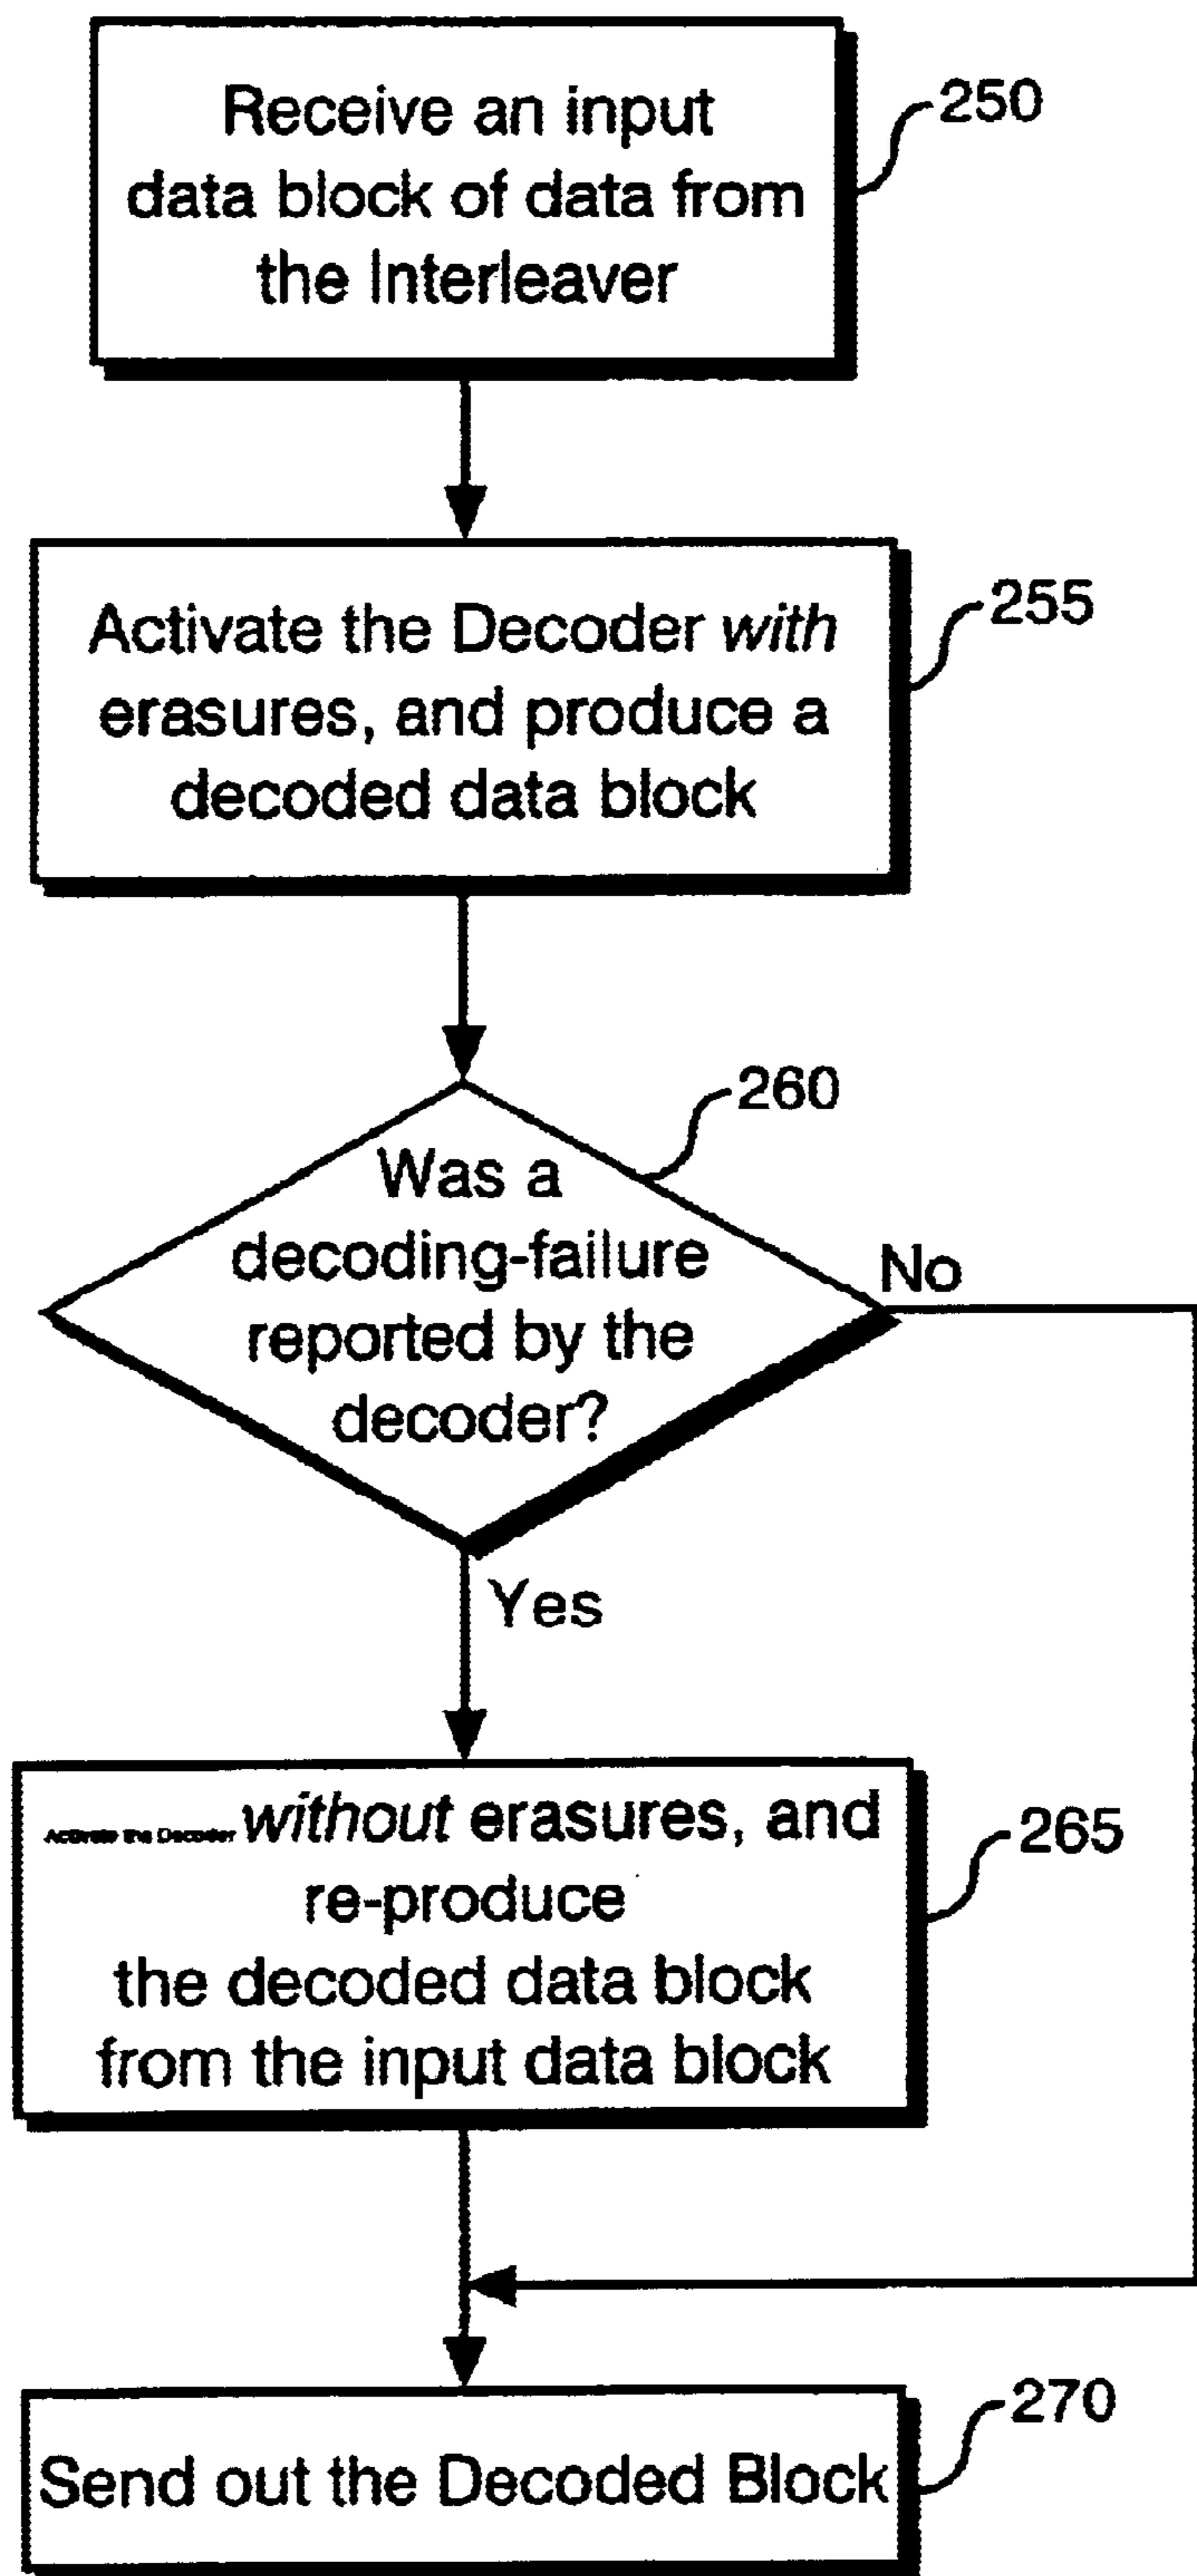 Receive an input
data block of data from
the Interleaver
250
Activate the Decoder with
erasures, and produce a
decoded data block
255
260
Was a
decoding-failure
reported by the
decoder?
No
Yes
Activate the Decoder without erasures, and
re-produce
the decoded data block
from the input data block
265
Send out the Decoded Block
270